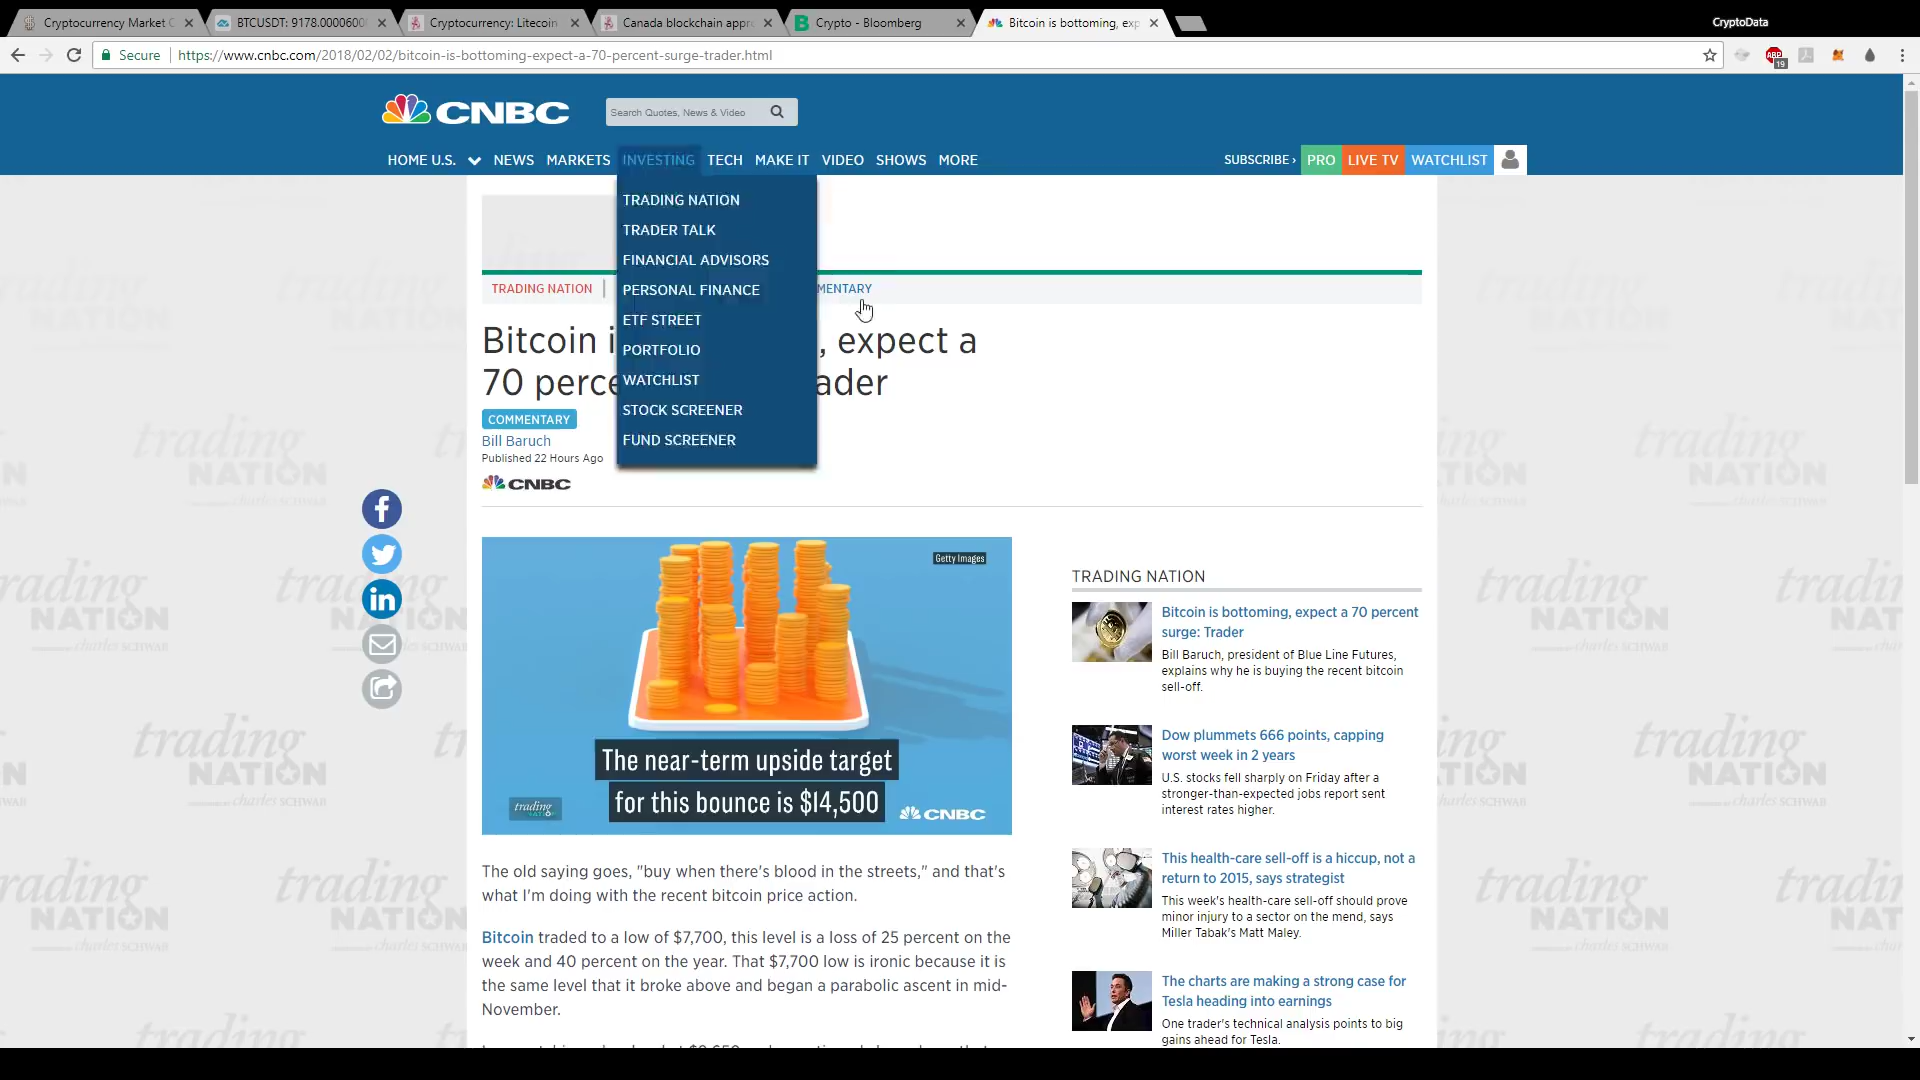 Cryptocurrency Market C
BTCUSDT: 9178.0000600
Cryptocurrency: Litecoin
Canada blockchain appr
Crypto - Bloomberg
Bitcoin is bottoming, exp
CryptoData
Secure
https://www.cnbc.com/2018/02/02/bitcoin-is-bottoming-expect-a-70-percent-surge-trader.html
ABP
19
CNBC
Search Quotes, News & Video
HOME U.S. NEWS MARKETS INVESTING TECH MAKE IT VIDEO SHOWS MORE
SUBSCRIBE › PRO LIVE TV WATCHLIST
TRADING NATION
TRADER TALK
FINANCIAL ADVISORS
PERSONAL FINANCE
ETF STREET
PORTFOLIO
WATCHLIST
STOCK SCREENER
FUND SCREENER
TRADING NATION
MENTARY
Bitcoin i , expect a
70 perce ader
COMMENTARY
Bill Baruch
Published 22 Hours Ago
CNBC
Getty Images
The near-term upside target
for this bounce is $14,500
trading
NATION
CNBC
The old saying goes, "buy when there's blood in the streets," and that's
what I'm doing with the recent bitcoin price action.
Bitcoin traded to a low of $7,700, this level is a loss of 25 percent on the
week and 40 percent on the year. That $7,700 low is ironic because it is
the same level that it broke above and began a parabolic ascent in mid-
November.
TRADING NATION
Bitcoin is bottoming, expect a 70 percent
surge: Trader
Bill Baruch, president of Blue Line Futures,
explains why he is buying the recent bitcoin
sell-off.
Dow plummets 666 points, capping
worst week in 2 years
U.S. stocks fell sharply on Friday after a
stronger-than-expected jobs report sent
interest rates higher.
This health-care sell-off is a hiccup, not a
return to 2015, says strategist
This week's health-care sell-off should prove
minor injury to a sector on the mend, says
Miller Tabak's Matt Maley.
The charts are making a strong case for
Tesla heading into earnings
One trader's technical analysis points to big
gains ahead for Tesla.
trading
NATION
charles SCHWAB